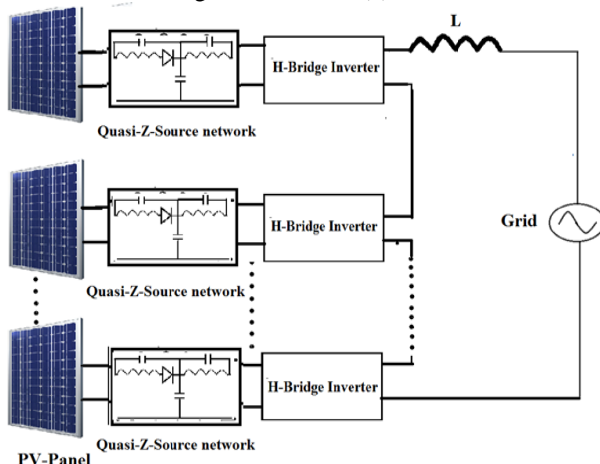 L
H-Bridge Inverter
Quasi-Z-Source network
H-Bridge Inverter
Grid
Quasi-Z-Source network
H-Bridge Inverter
Quasi-Z-Source network
PV-Panel